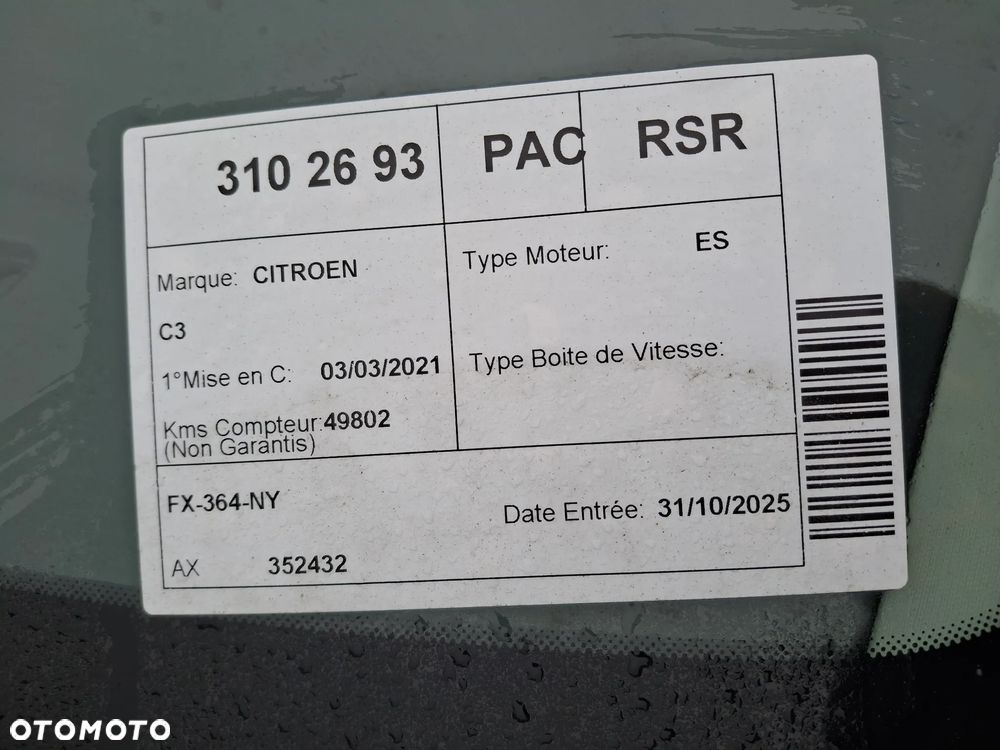 310 26 93 PAC RSR
Marque: CITROEN
C3
1°Mise en C: 03/03/2021
Kms Compteur:49802
(Non Garantis)
Type Moteur: ES
Type Boite de Vitesse:
FX-364-NY
Date Entrée: 31/10/2025
AX 352432
OTOMOTO